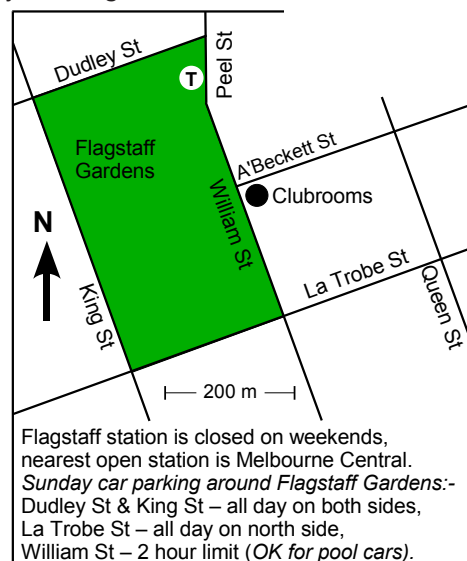 Dudley St
Peel St
T
Flagstaff
Gardens
A'Beckett St
William St
Clubrooms
N
King St
La Trobe St
Queen St
200 m
Flagstaff station is closed on weekends,
nearest open station is Melbourne Central.
Sunday car parking around Flagstaff Gardens:-
Dudley St & King St – all day on both sides,
La Trobe St – all day on north side,
William St – 2 hour limit (OK for pool cars).